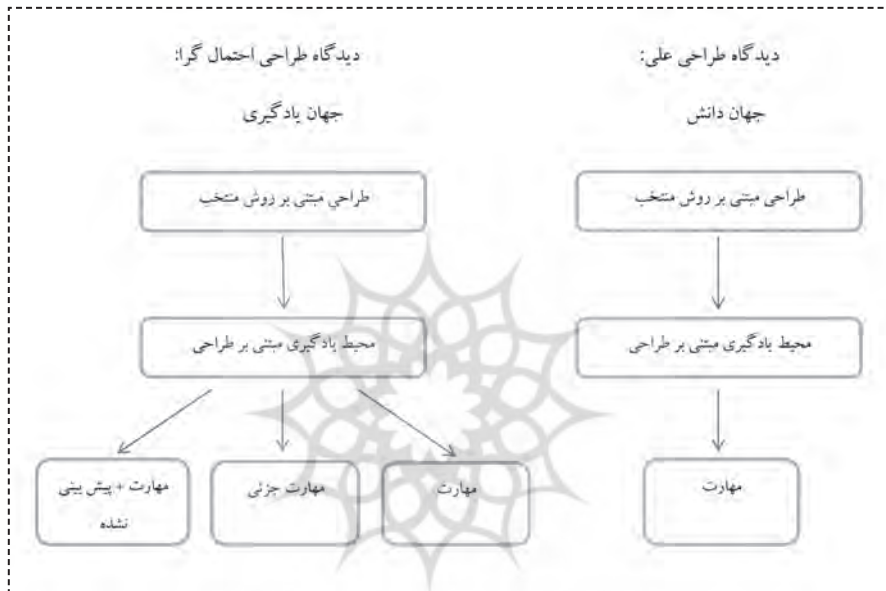 دیدگاه طراحی علی:
جهان دانش
طراحی مبتنی بر روش منتخب
محیط یادگیری مبتنی بر طراحی
مهارت
دیدگاه طراحی احتمال گرا:
جهان یادگیری
طراحی مبتنی بر روش منتخب
محیط یادگیری مبتنی بر طراحی
مهارت
مهارت جزئی
مهارت + پیش بینی
نشده